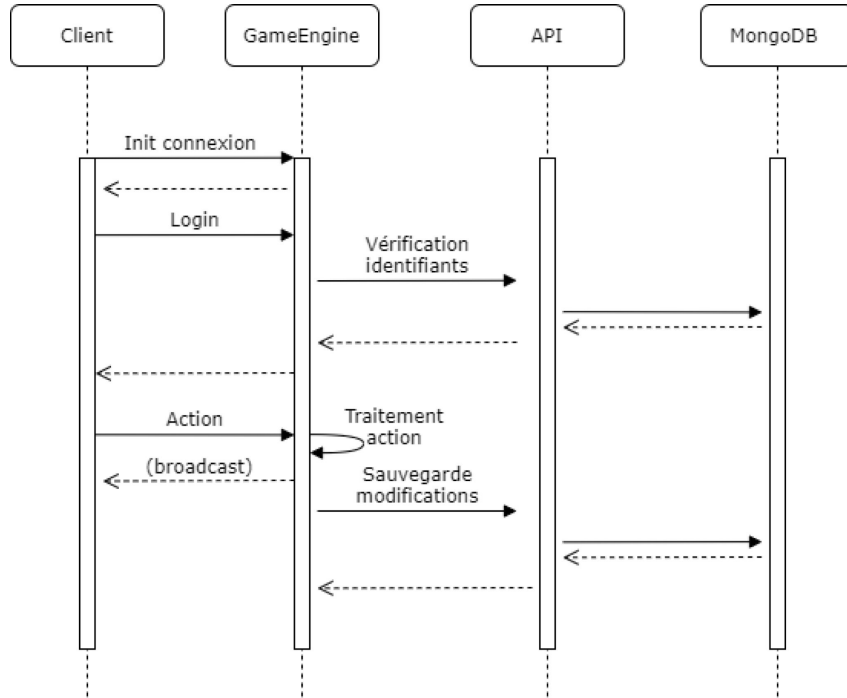 Client
GameEngine
API
MongoDB
Init connexion
Login
Vérification
identifiants
Action
Traitement
action
(broadcast)
Sauvegarde
modifications